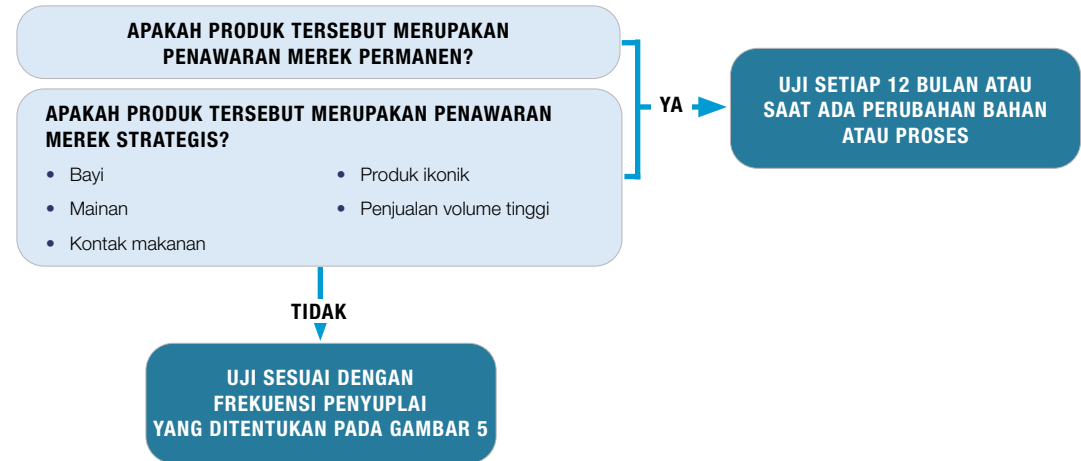 APAKAH PRODUK TERSEBUT MERUPAKAN
PENAWARAN MEREK PERMANEN?
APAKAH PRODUK TERSEBUT MERUPAKAN PENAWARAN
MEREK STRATEGIS?
• Bayi
• Mainan
• Kontak makanan
• Produk ikonik
• Penjualan volume tinggi
YA
UJI SETIAP 12 BULAN ATAU
SAAT ADA PERUBAHAN BAHAN
ATAU PROSES
TIDAK
UJI SESUAI DENGAN
FREKUENSI PENYUPLAI
YANG DITENTUKAN PADA GAMBAR 5